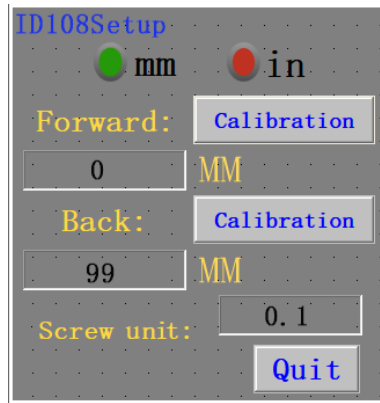 ID108Setup
mm in
Forward: Calibration
0 MM
Back: Calibration
99 MM
Screw unit: 0.1
Quit